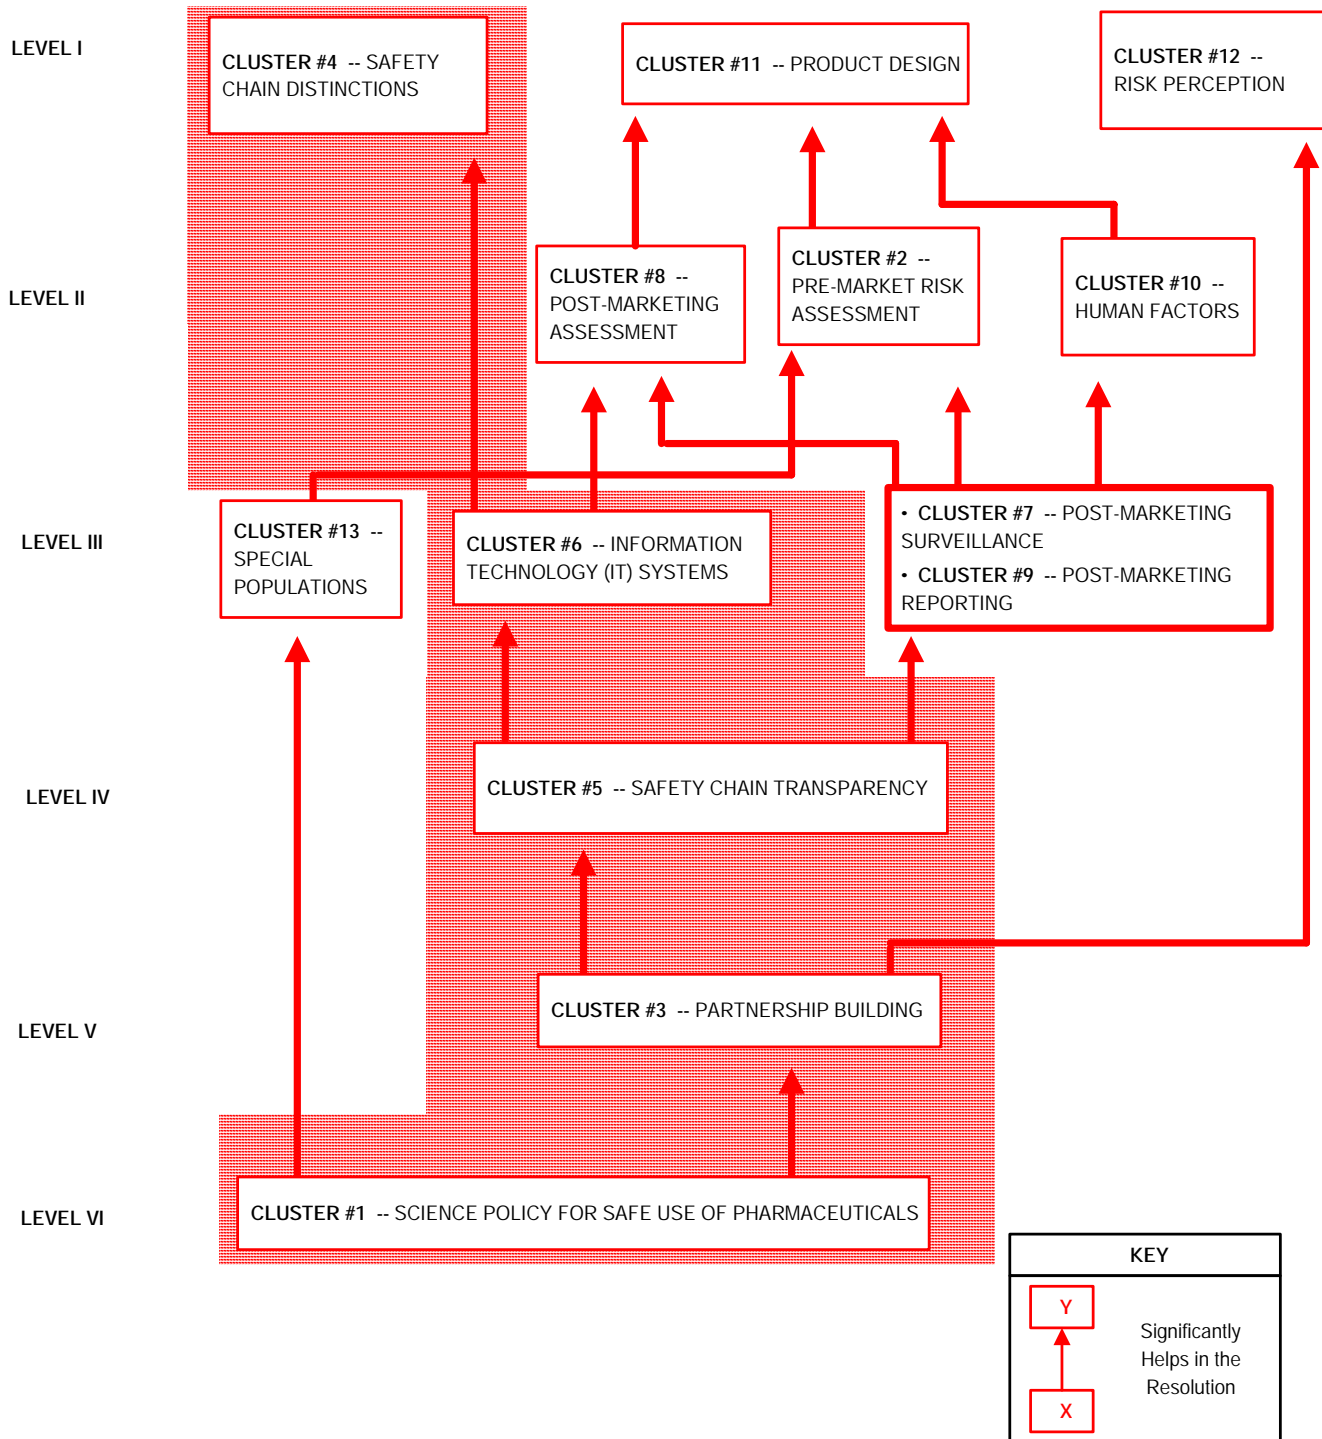 LEVEL I
CLUSTER #4 -- SAFETY
CHAIN DISTINCTIONS
CLUSTER #11 -- PRODUCT DESIGN
CLUSTER #12 --
RISK PERCEPTION
LEVEL II
CLUSTER #8 --
POST-MARKETING
ASSESSMENT
CLUSTER #2 --
PRE-MARKET RISK
ASSESSMENT
CLUSTER #10 --
HUMAN FACTORS
LEVEL III
CLUSTER #13 --
SPECIAL
POPULATIONS
CLUSTER #6 -- INFORMATION
TECHNOLOGY (IT) SYSTEMS
• CLUSTER #7 -- POST-MARKETING
SURVEILLANCE
• CLUSTER #9 -- POST-MARKETING
REPORTING
LEVEL IV
CLUSTER #5 -- SAFETY CHAIN TRANSPARENCY
LEVEL V
CLUSTER #3 -- PARTNERSHIP BUILDING
LEVEL VI
CLUSTER #1 -- SCIENCE POLICY FOR SAFE USE OF PHARMACEUTICALS
KEY
Y
Significantly
Helps in the
Resolution
X